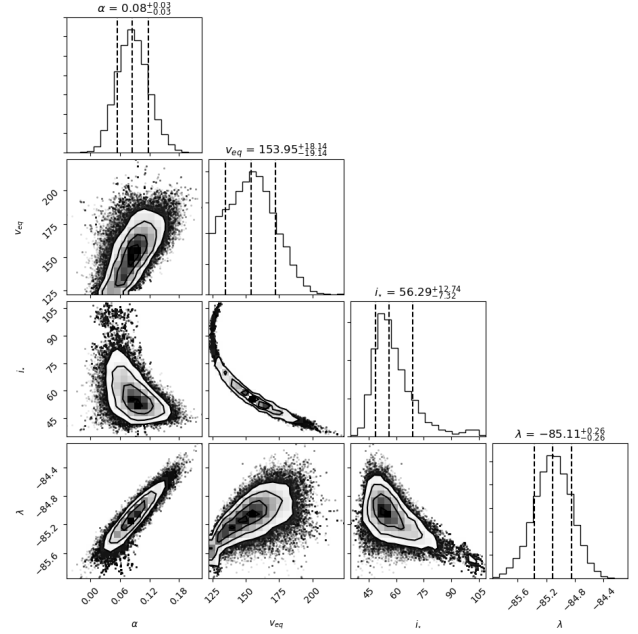 α = 0.08+0.03−0.03
veq = 153.95+18.14−19.14
200
175
150
125
veq
i⋆ = 56.29+12.74−7.32
105
90
75
60
45
i⋆
λ = −85.11+0.26−0.26
−84.4
−84.8
−85.2
−85.6
λ
0.00 0.06 0.12 0.18
125 150 175 200
45 60 75 90 105
−85.6 −85.2 −84.8 −84.4
α veq i⋆ λ